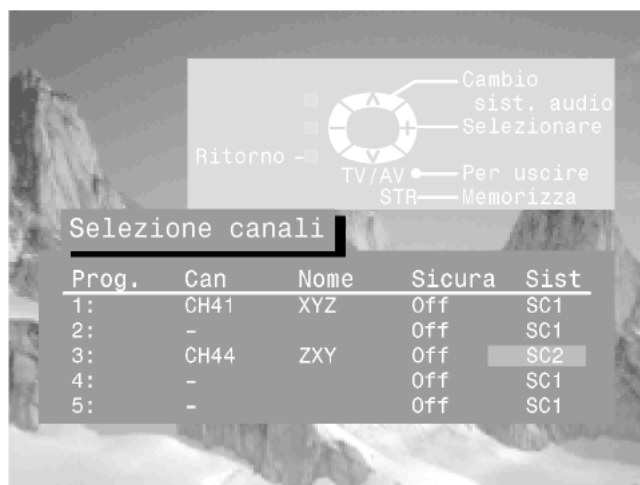 Cambio
sist. audio
Selezionare
Ritorno
TV/AV Per uscire
STR Memorizza
Selezione canali
Prog. Can Nome Sicura Sist
1: CH41 XYZ Off SC1
2: - Off SC1
3: CH44 ZXY Off SC2
4: - Off SC1
5: - Off SC1